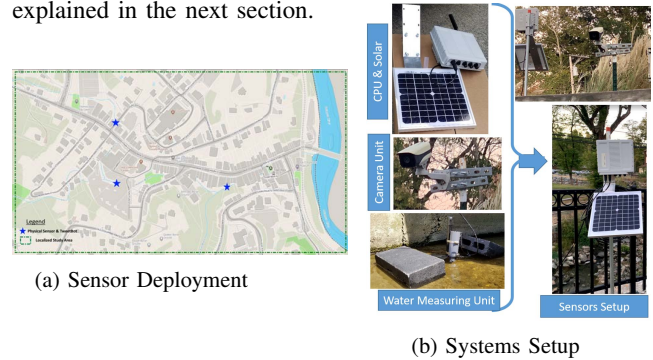 explained in the next section.
Legend
Physical Sensor & Tweetbot
Localized Study Area
(a) Sensor Deployment
CPU & Solar
Camera Unit
Water Measuring Unit
Sensors Setup
(b) Systems Setup